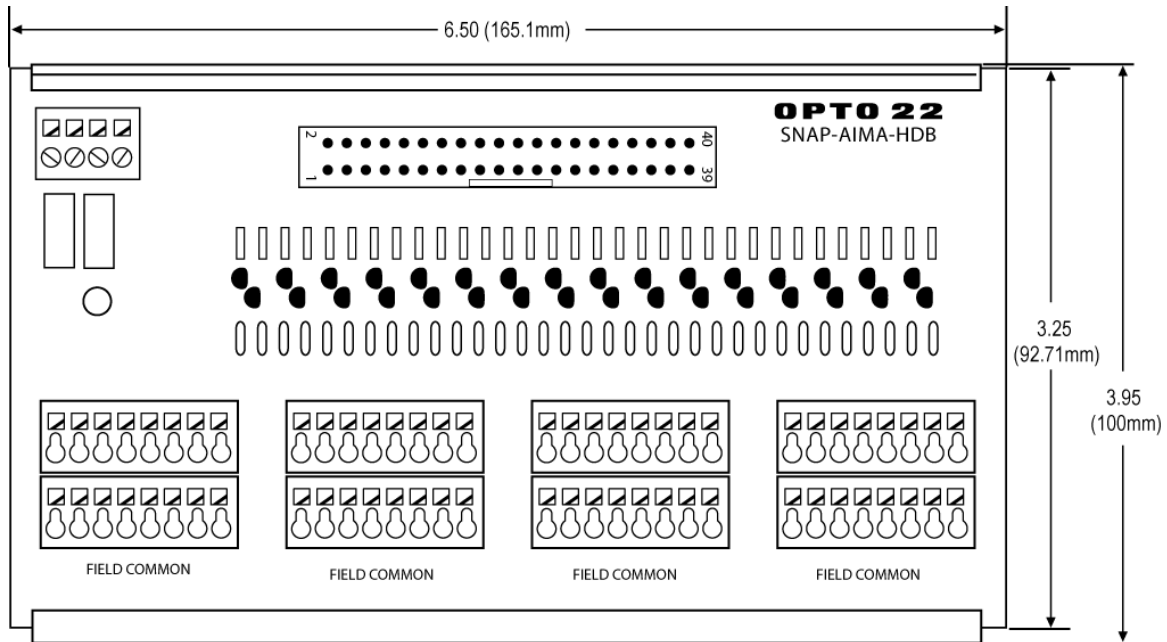 6.50 (165.1mm)
OPTO 22
SNAP-AIMA-HDB
2
40
1
39
3.25
(92.71mm)
3.95
(100mm)
FIELD COMMON
FIELD COMMON
FIELD COMMON
FIELD COMMON